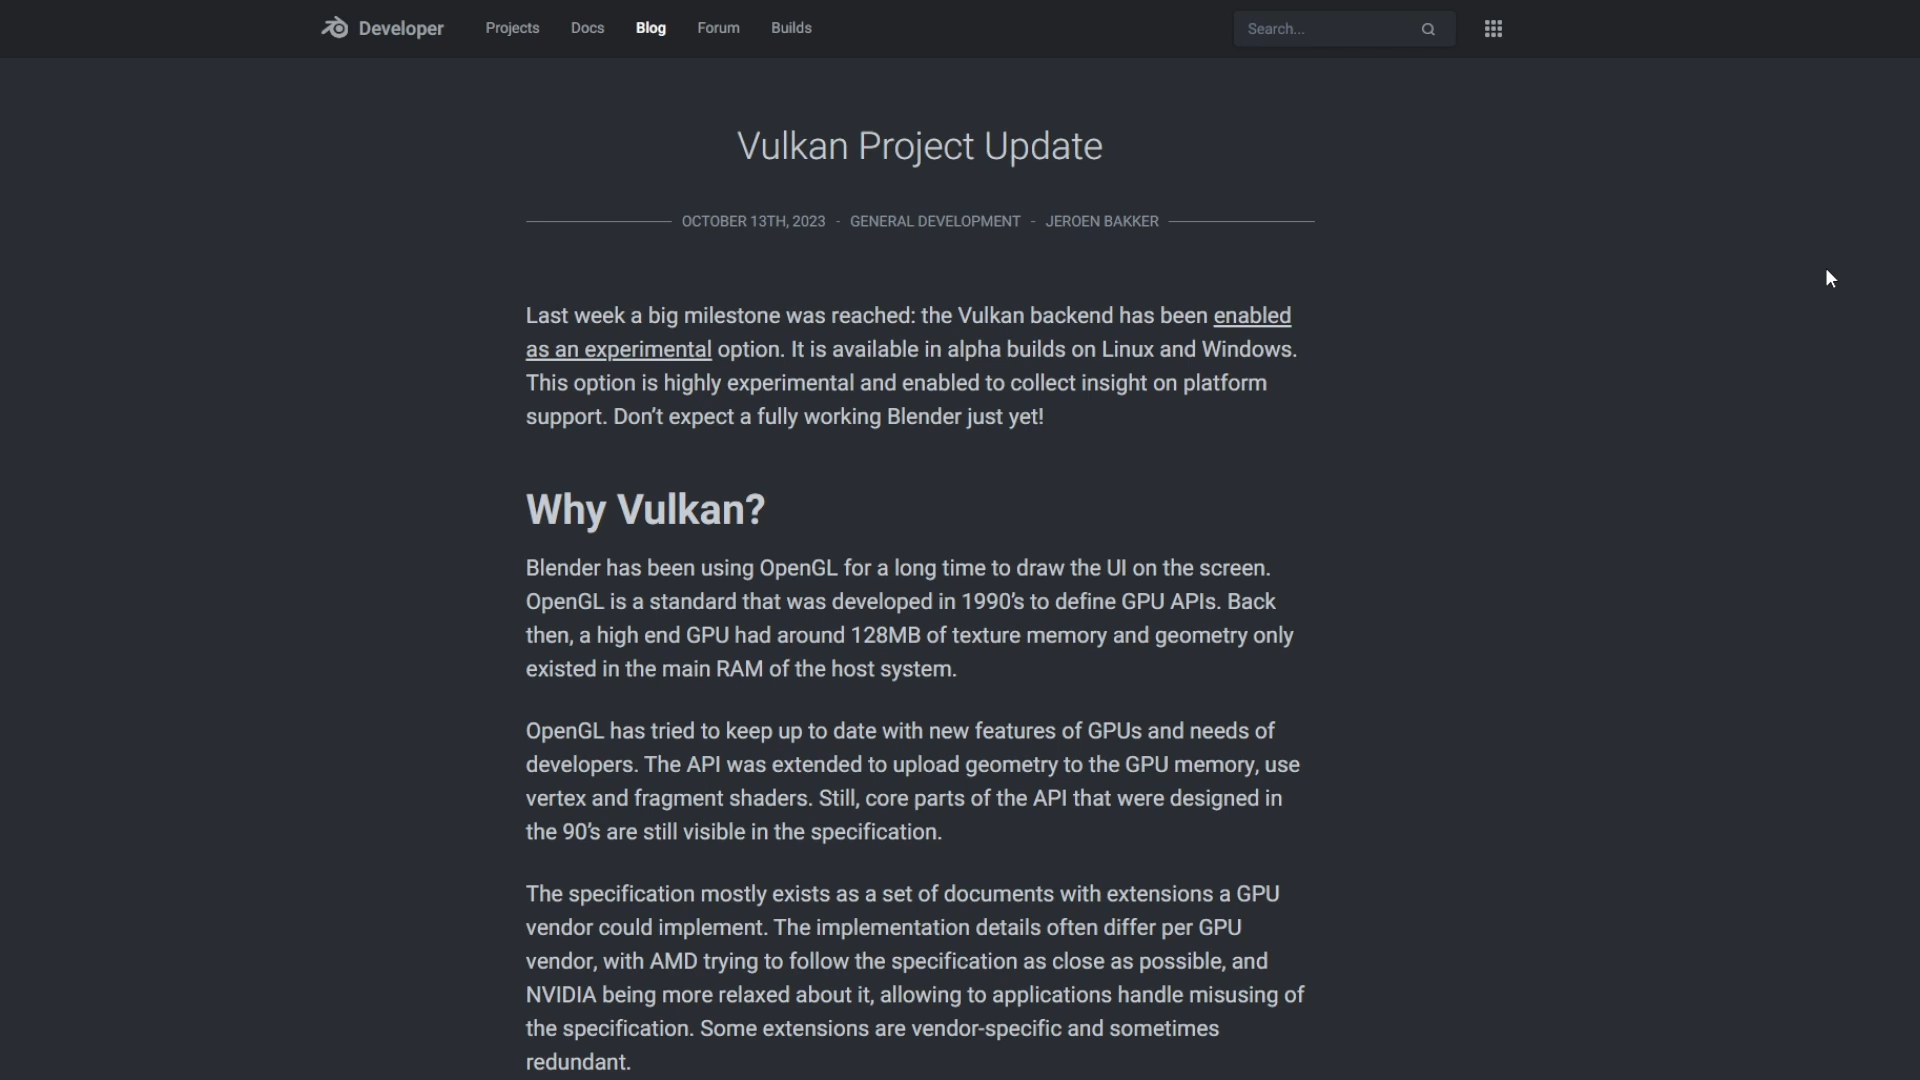 Developer Projects Docs Blog Forum Builds Search...
Vulkan Project Update
OCTOBER 13TH, 2023 - GENERAL DEVELOPMENT - JEROEN BAKKER
Last week a big milestone was reached: the Vulkan backend has been enabled
as an experimental option. It is available in alpha builds on Linux and Windows.
This option is highly experimental and enabled to collect insight on platform
support. Don’t expect a fully working Blender just yet!
Why Vulkan?
Blender has been using OpenGL for a long time to draw the UI on the screen.
OpenGL is a standard that was developed in 1990’s to define GPU APIs. Back
then, a high end GPU had around 128MB of texture memory and geometry only
existed in the main RAM of the host system.
OpenGL has tried to keep up to date with new features of GPUs and needs of
developers. The API was extended to upload geometry to the GPU memory, use
vertex and fragment shaders. Still, core parts of the API that were designed in
the 90’s are still visible in the specification.
The specification mostly exists as a set of documents with extensions a GPU
vendor could implement. The implementation details often differ per GPU
vendor, with AMD trying to follow the specification as close as possible, and
NVIDIA being more relaxed about it, allowing to applications handle misusing of
the specification. Some extensions are vendor-specific and sometimes
redundant.